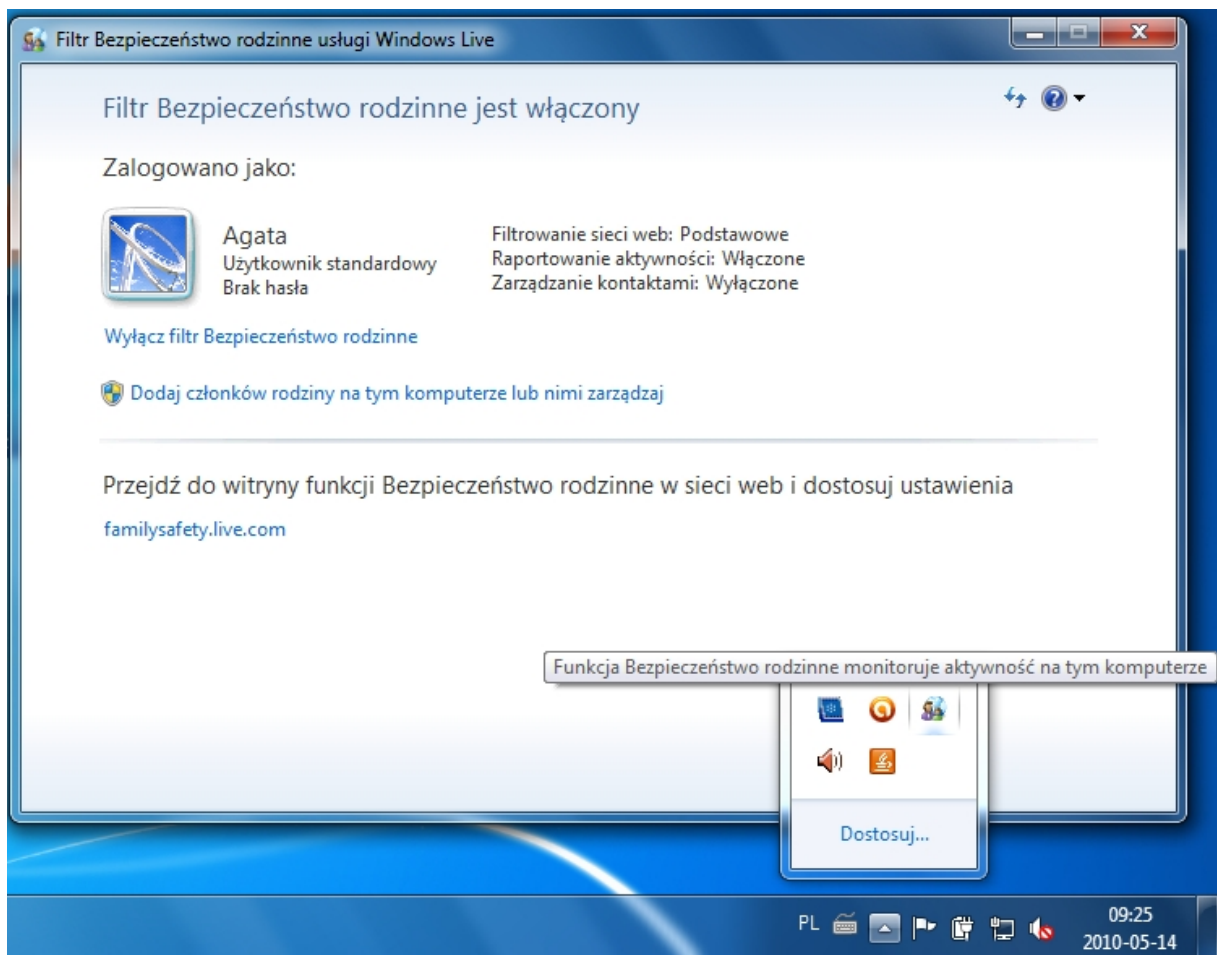 Filtr Bezpieczeństwo rodzinne usługi Windows Live
Filtr Bezpieczeństwo rodzinne jest włączony
Zalogowano jako:
Agata
Użytkownik standardowy
Brak hasła
Filtrowanie sieci web: Podstawowe
Raportowanie aktywności: Włączone
Zarządzanie kontaktami: Wyłączone
Wyłącz filtr Bezpieczeństwo rodzinne
Dodaj członków rodziny na tym komputerze lub nimi zarządzaj
Przejdź do witryny funkcji Bezpieczeństwo rodzinne w sieci web i dostosuj ustawienia
familysafety.live.com
Funkcja Bezpieczeństwo rodzinne monitoruje aktywność na tym komputerze
Dostosuj...
PL
09:25
2010-05-14